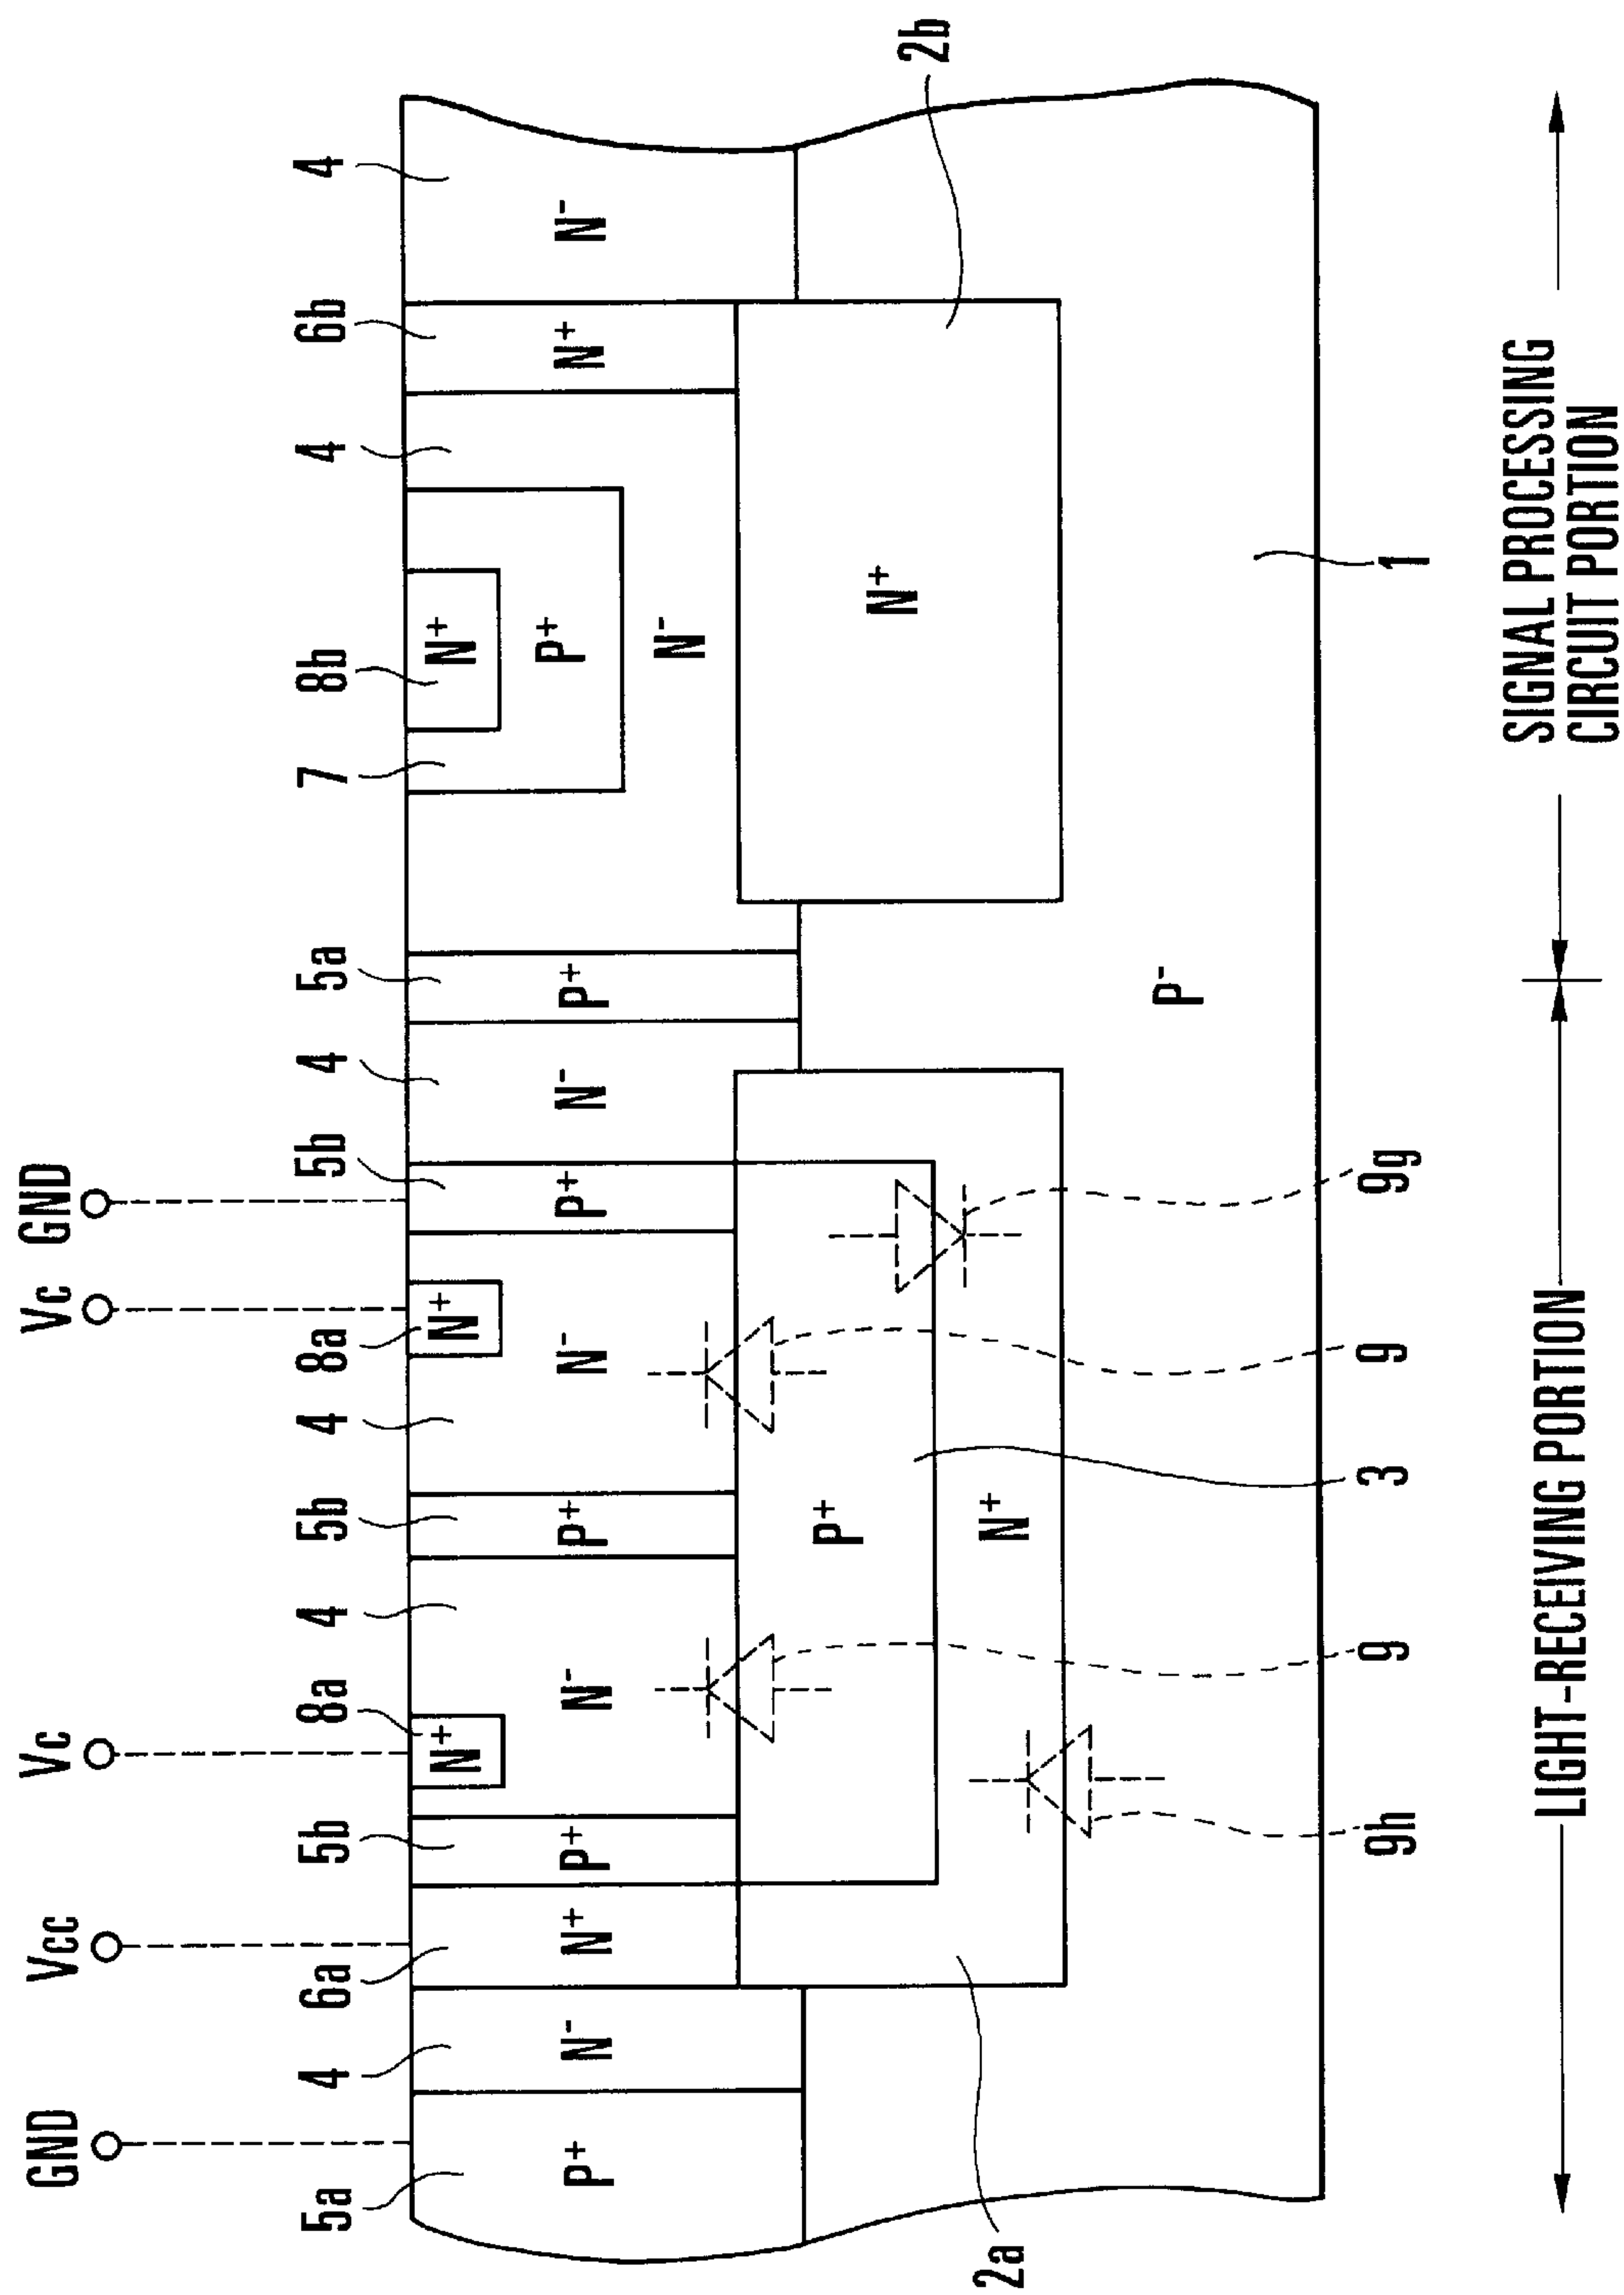 GND Vcc Vc Vc GND
5a 4 6a 5b 8a 4 5b 4 8a 5b 4 5a 7 8b 4 6b 4
N⁺ N⁺ N⁺
P⁺ N⁻ N⁺ P⁺ N⁻ P⁺ N⁻ P⁺ N⁻ P⁺ P⁺ N⁺ N⁻
N⁻
P⁺ N⁺
N⁺
P⁻
2a 9h 9 3 9 9g 1 2b
LIGHT-RECEIVING PORTION
SIGNAL PROCESSING
CIRCUIT PORTION